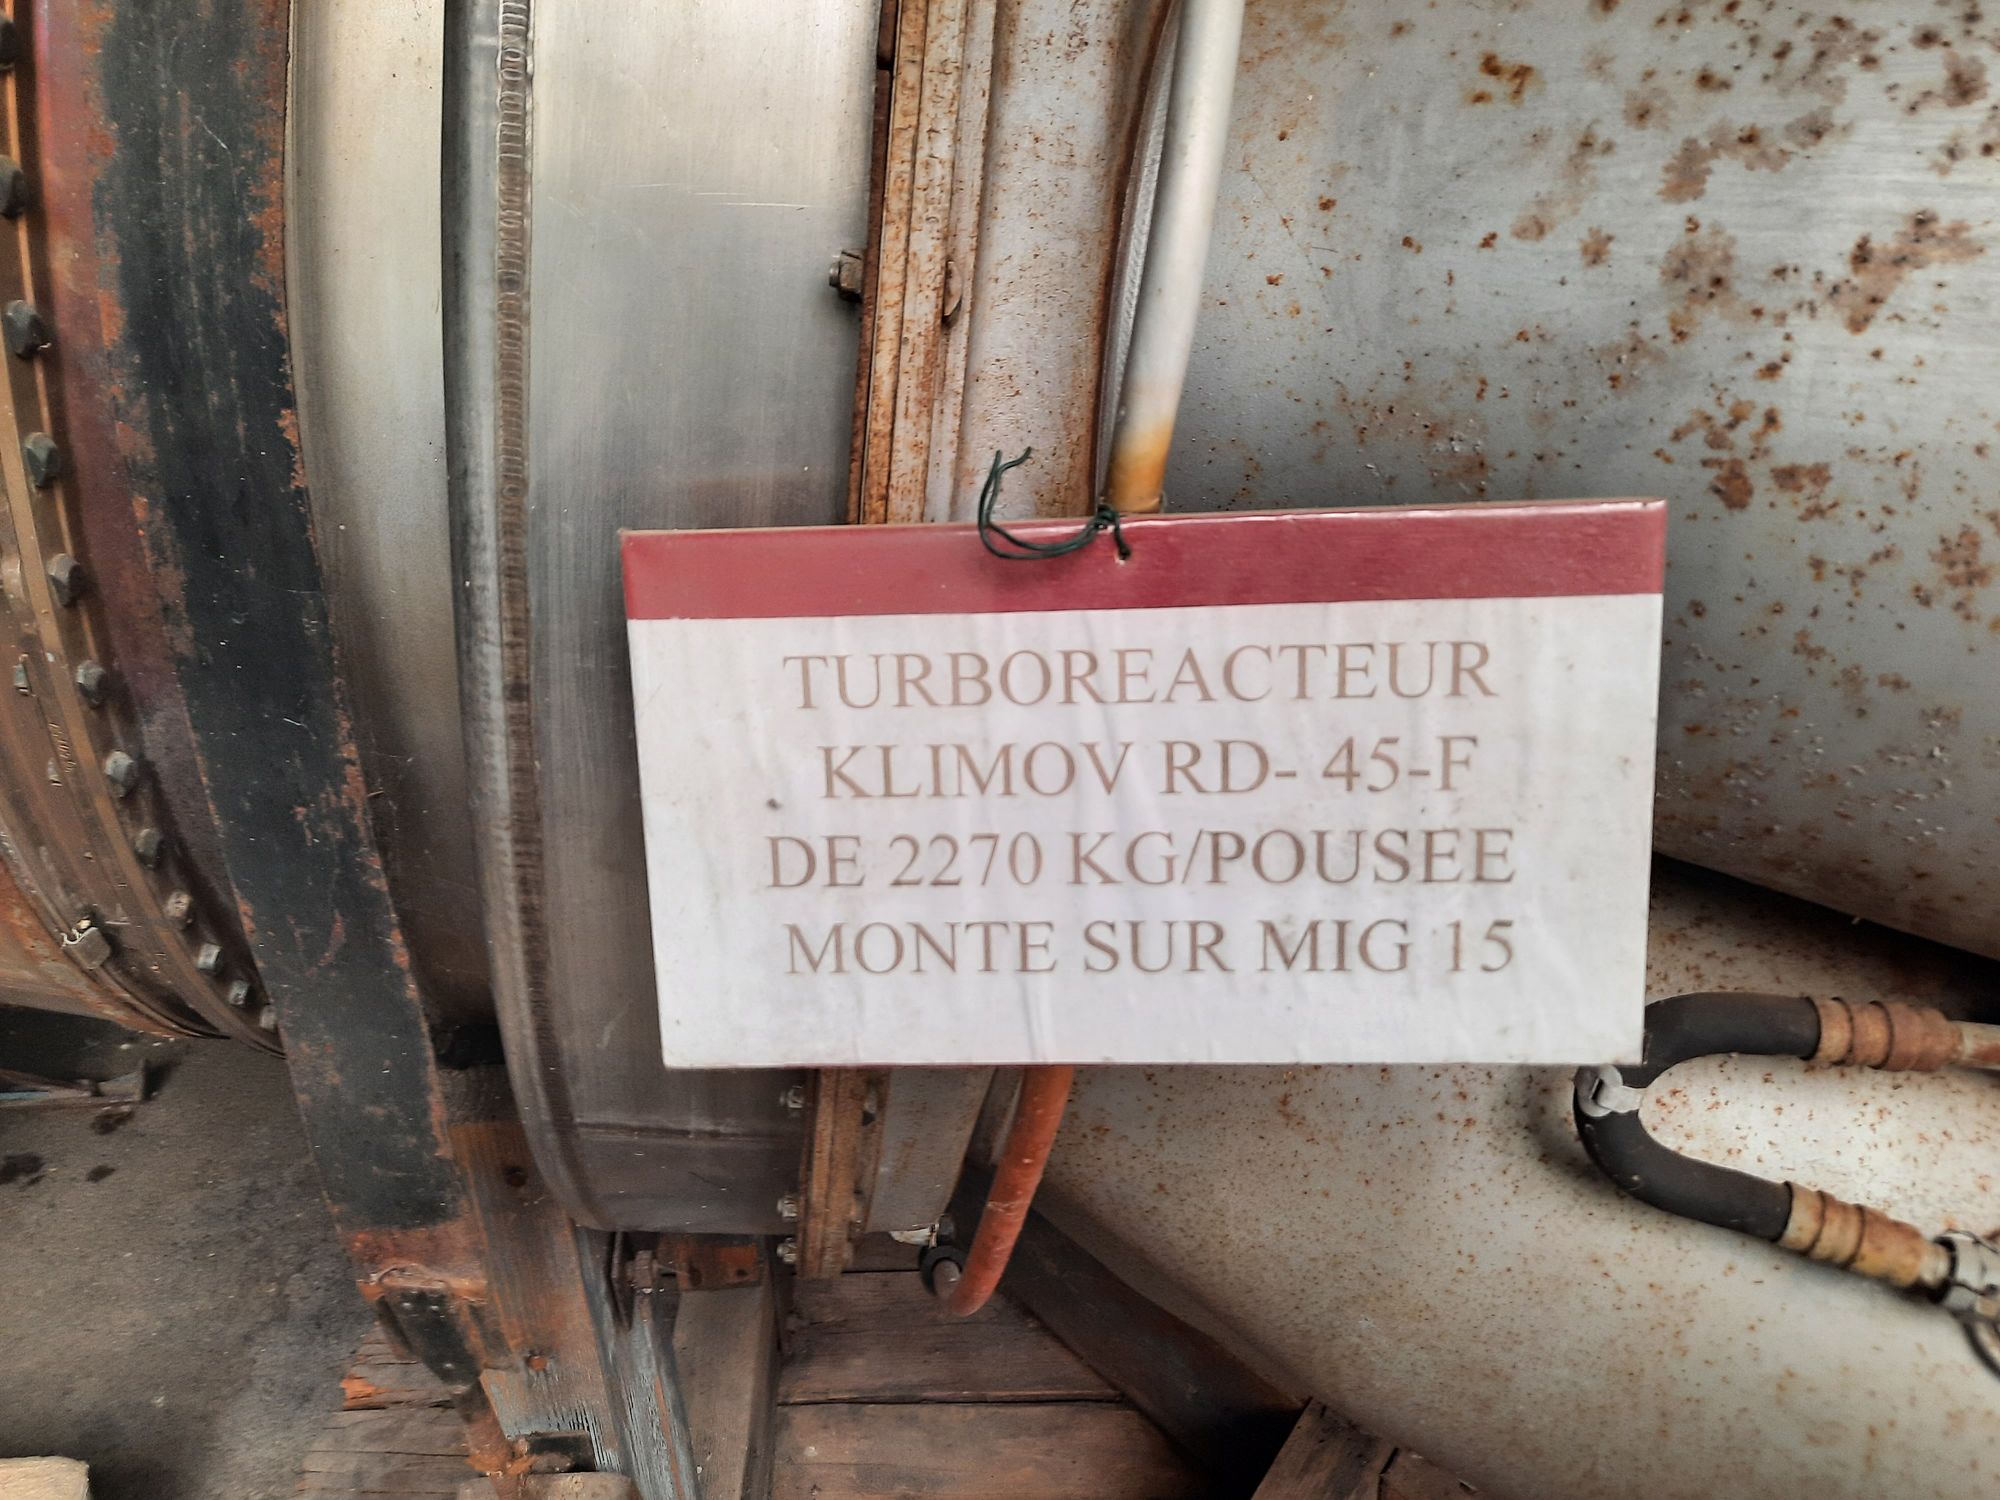 TURBOREACTEUR
KLIMOV RD- 45-F
DE 2270 KG/POUSEE
MONTE SUR MIG 15